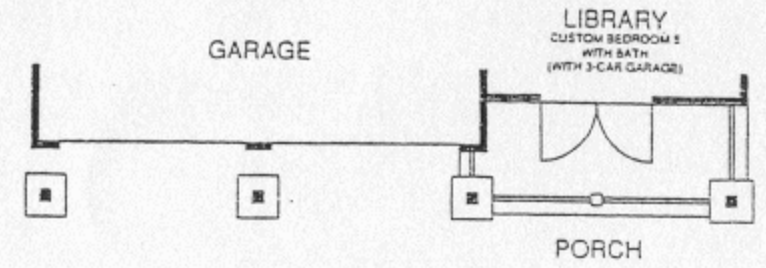 GARAGE
LIBRARY
CUSTOM BEDROOM 5
WITH BATH
(WITH 3-CAR GARAGE)
PORCH